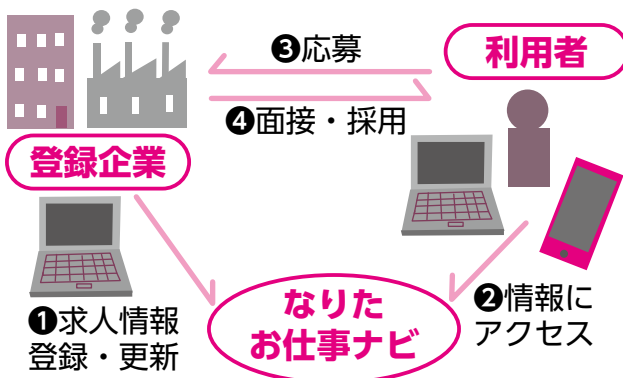 ❸応募
利用者
❹面接・採用
登録企業
❶求人情報
登録・更新
なりた
お仕事ナビ
❷情報に
アクセス